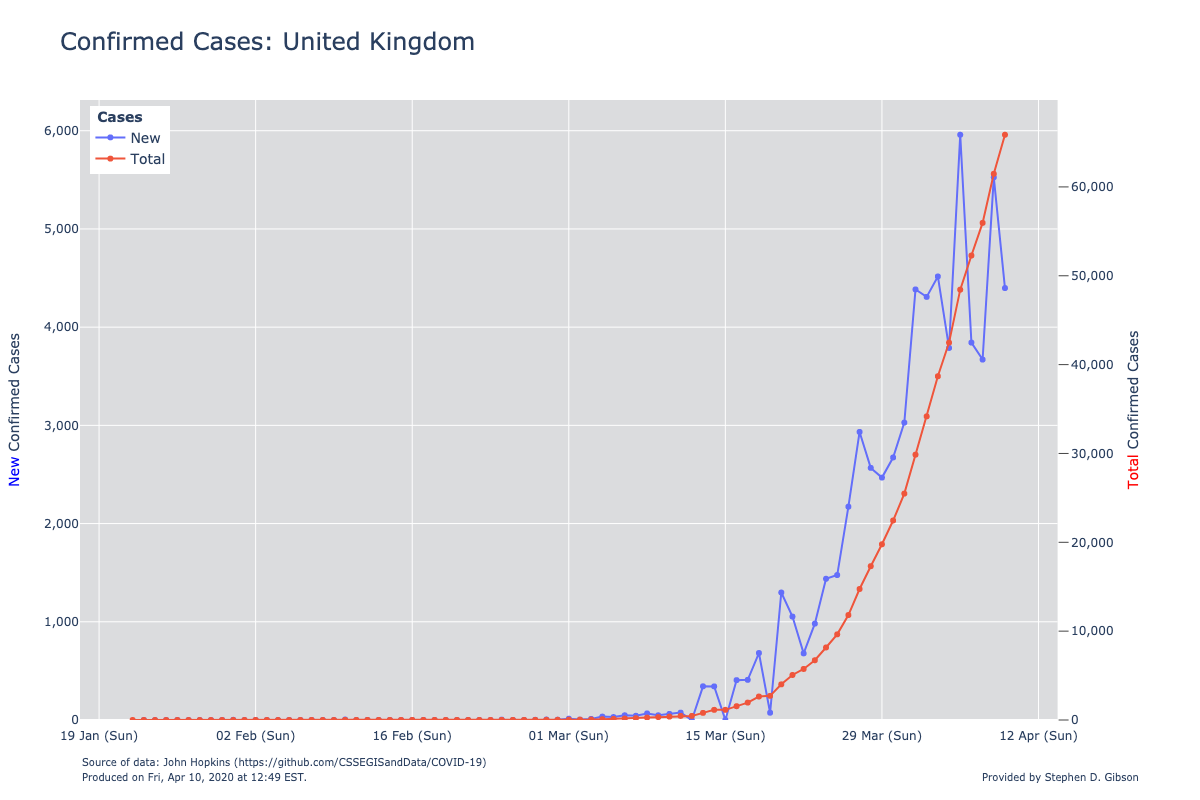 Confirmed Cases: United Kingdom
Cases
New
Total
6,000
5,000
4,000
3,000
2,000
1,000
0
New Confirmed Cases
60,000
50,000
40,000
30,000
20,000
10,000
0
Total Confirmed Cases
19 Jan (Sun) 02 Feb (Sun) 16 Feb (Sun) 01 Mar (Sun) 15 Mar (Sun) 29 Mar (Sun) 12 Apr (Sun)
Source of data: John Hopkins (https://github.com/CSSEGISandData/COVID-19)
Produced on Fri, Apr 10, 2020 at 12:49 EST.
Provided by Stephen D. Gibson